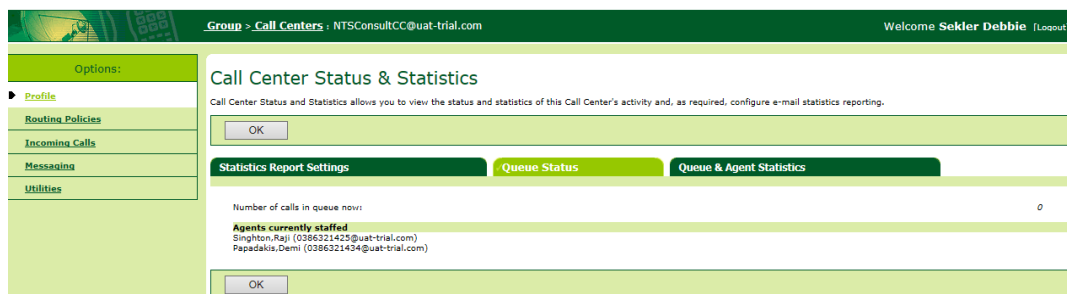 Group > Call Centers : NTSConsultCC@uat-trial.com
Welcome Sekler Debbie [Logout
Options:
Profile
Routing Policies
Incoming Calls
Messaging
Utilities
Call Center Status & Statistics
Call Center Status and Statistics allows you to view the status and statistics of this Call Center's activity and, as required, configure e-mail statistics reporting.
OK
Statistics Report Settings
Queue Status
Queue & Agent Statistics
Number of calls in queue now:
0
Agents currently staffed
Singhton,Raji (0386321425@uat-trial.com)
Papadakis,Demi (0386321434@uat-trial.com)
OK